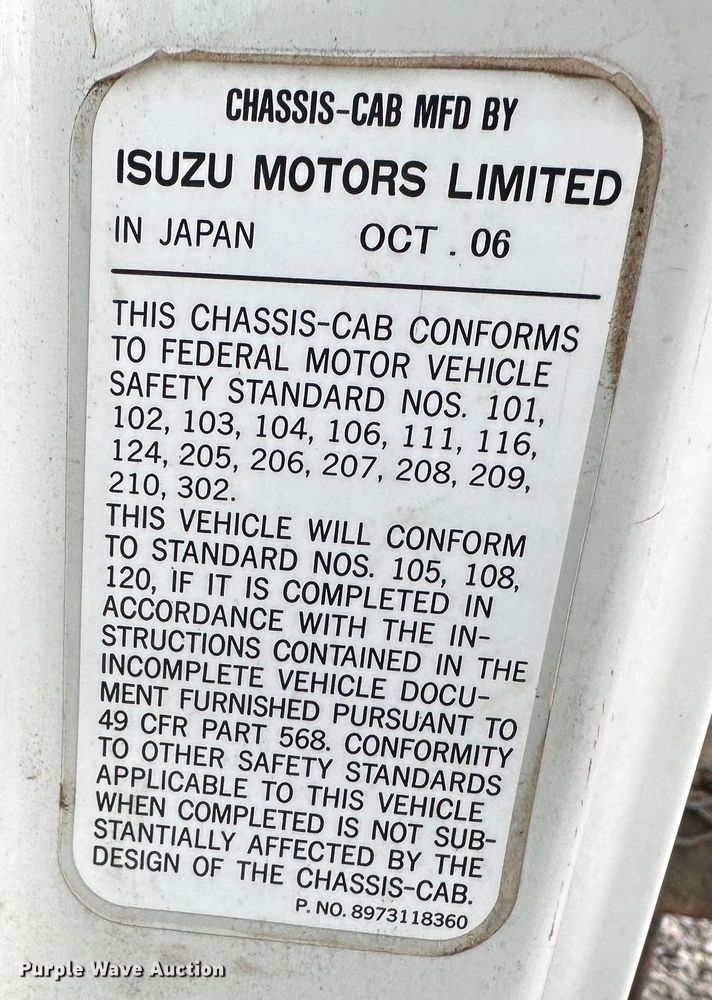 CHASSIS-CAB MFD BY
ISUZU MOTORS LIMITED
IN JAPAN OCT . 06
THIS CHASSIS-CAB CONFORMS
TO FEDERAL MOTOR VEHICLE
SAFETY STANDARD NOS. 101,
102, 103, 104, 106, 111, 116,
124, 205, 206, 207, 208, 209,
210, 302.
THIS VEHICLE WILL CONFORM
TO STANDARD NOS. 105, 108,
120, IF IT IS COMPLETED IN
ACCORDANCE WITH THE IN-
STRUCTIONS CONTAINED IN THE
INCOMPLETE VEHICLE DOCU-
MENT FURNISHED PURSUANT TO
49 CFR PART 568. CONFORMITY
TO OTHER SAFETY STANDARDS
APPLICABLE TO THIS VEHICLE
WHEN COMPLETED IS NOT SUB-
STANTIALLY AFFECTED BY THE
DESIGN OF THE CHASSIS-CAB.
P. NO. 8973118360
Purple Wave Auction